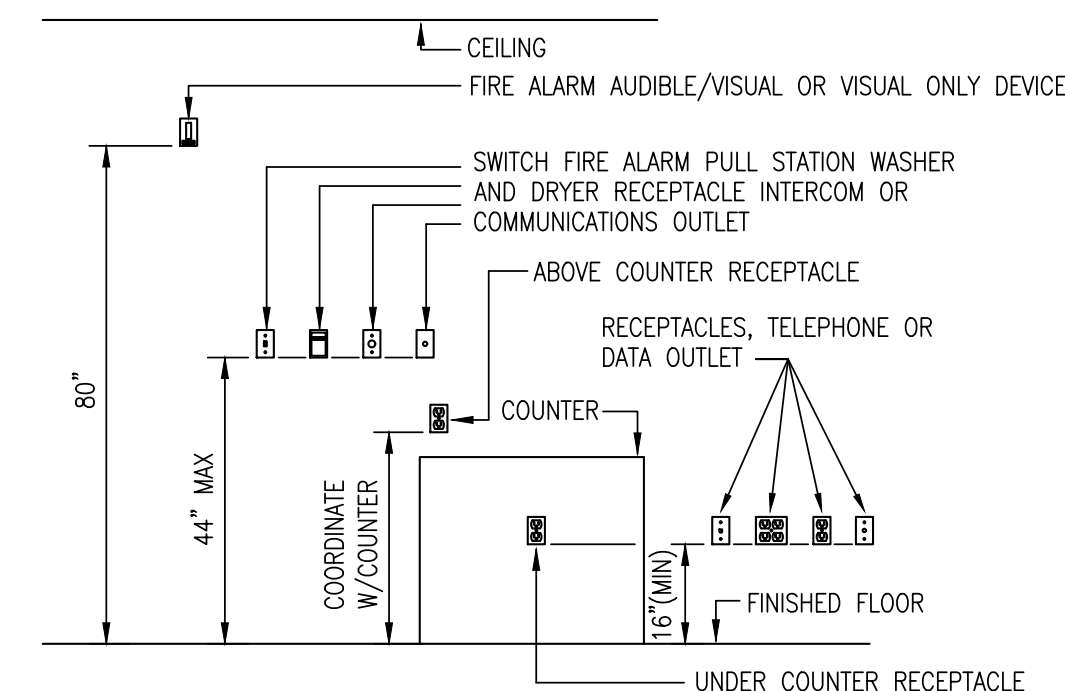 CEILING
FIRE ALARM AUDIBLE/VISUAL OR VISUAL ONLY DEVICE
SWITCH FIRE ALARM PULL STATION WASHER
AND DRYER RECEPTACLE INTERCOM OR
COMMUNICATIONS OUTLET
ABOVE COUNTER RECEPTACLE
RECEPTACLES, TELEPHONE OR
DATA OUTLET
80"
COUNTER
44" MAX
COORDINATE
W/COUNTER
16"(MIN)
FINISHED FLOOR
UNDER COUNTER RECEPTACLE